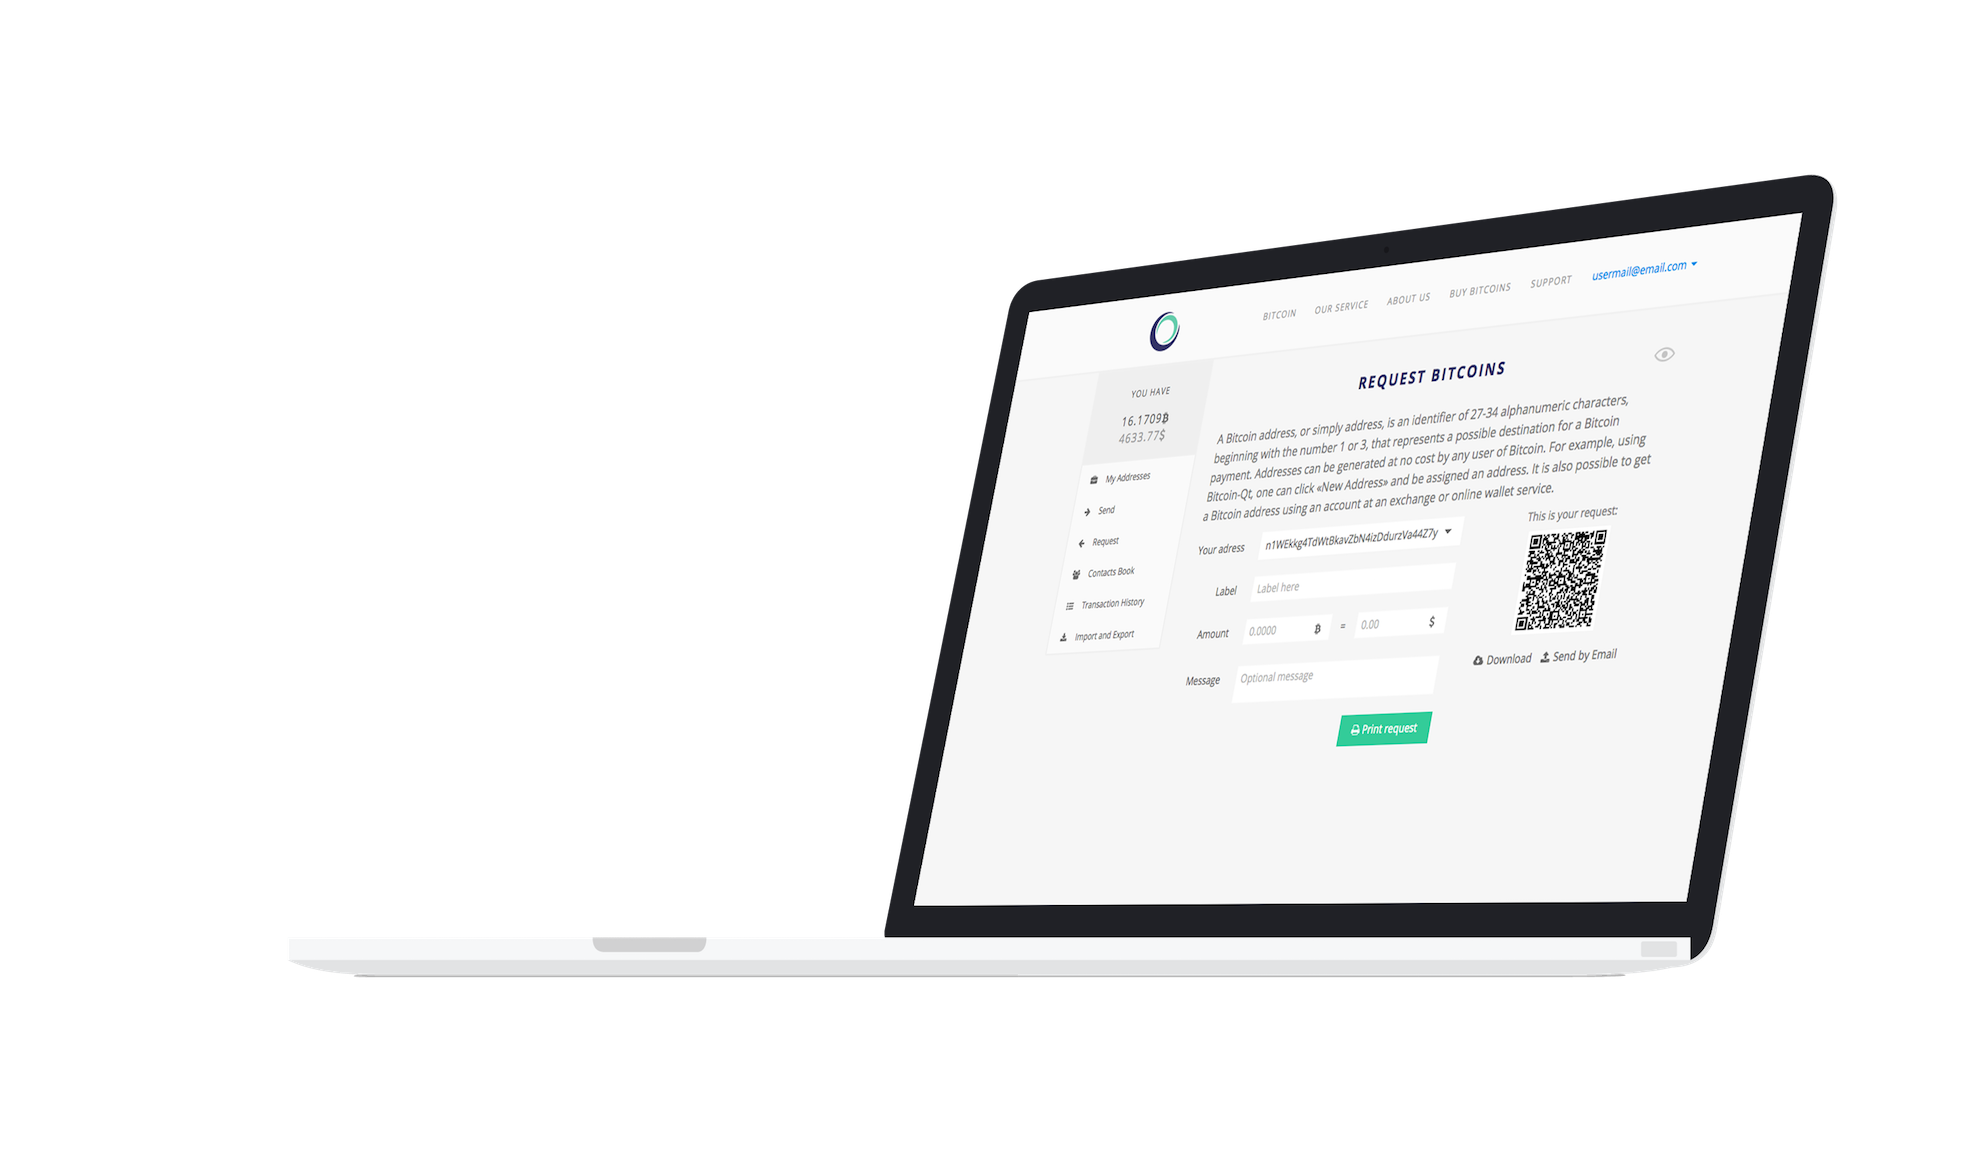 BITCOIN OUR SERVICE ABOUT US BUY BITCOINS SUPPORT usermail@email.com
YOU HAVE
16.1709₿
4633.77$
My Addresses
Send
Request
Contacts Book
Transaction History
Import and Export
REQUEST BITCOINS
A Bitcoin address, or simply address, is an identifier of 27-34 alphanumeric characters,
beginning with the number 1 or 3, that represents a possible destination for a Bitcoin
payment. Addresses can be generated at no cost by any user of Bitcoin. For example, using
Bitcoin-Qt, one can click «New Address» and be assigned an address. It is also possible to get
a Bitcoin address using an account at an exchange or online wallet service.
Your adress n1WEkkg4TdWtBkavZbN4izDdurzVa44Z7y
Label Label here
Amount 0.0000 ₿ = 0.00 $
Message Optional message
Print request
This is your request:
Download Send by Email